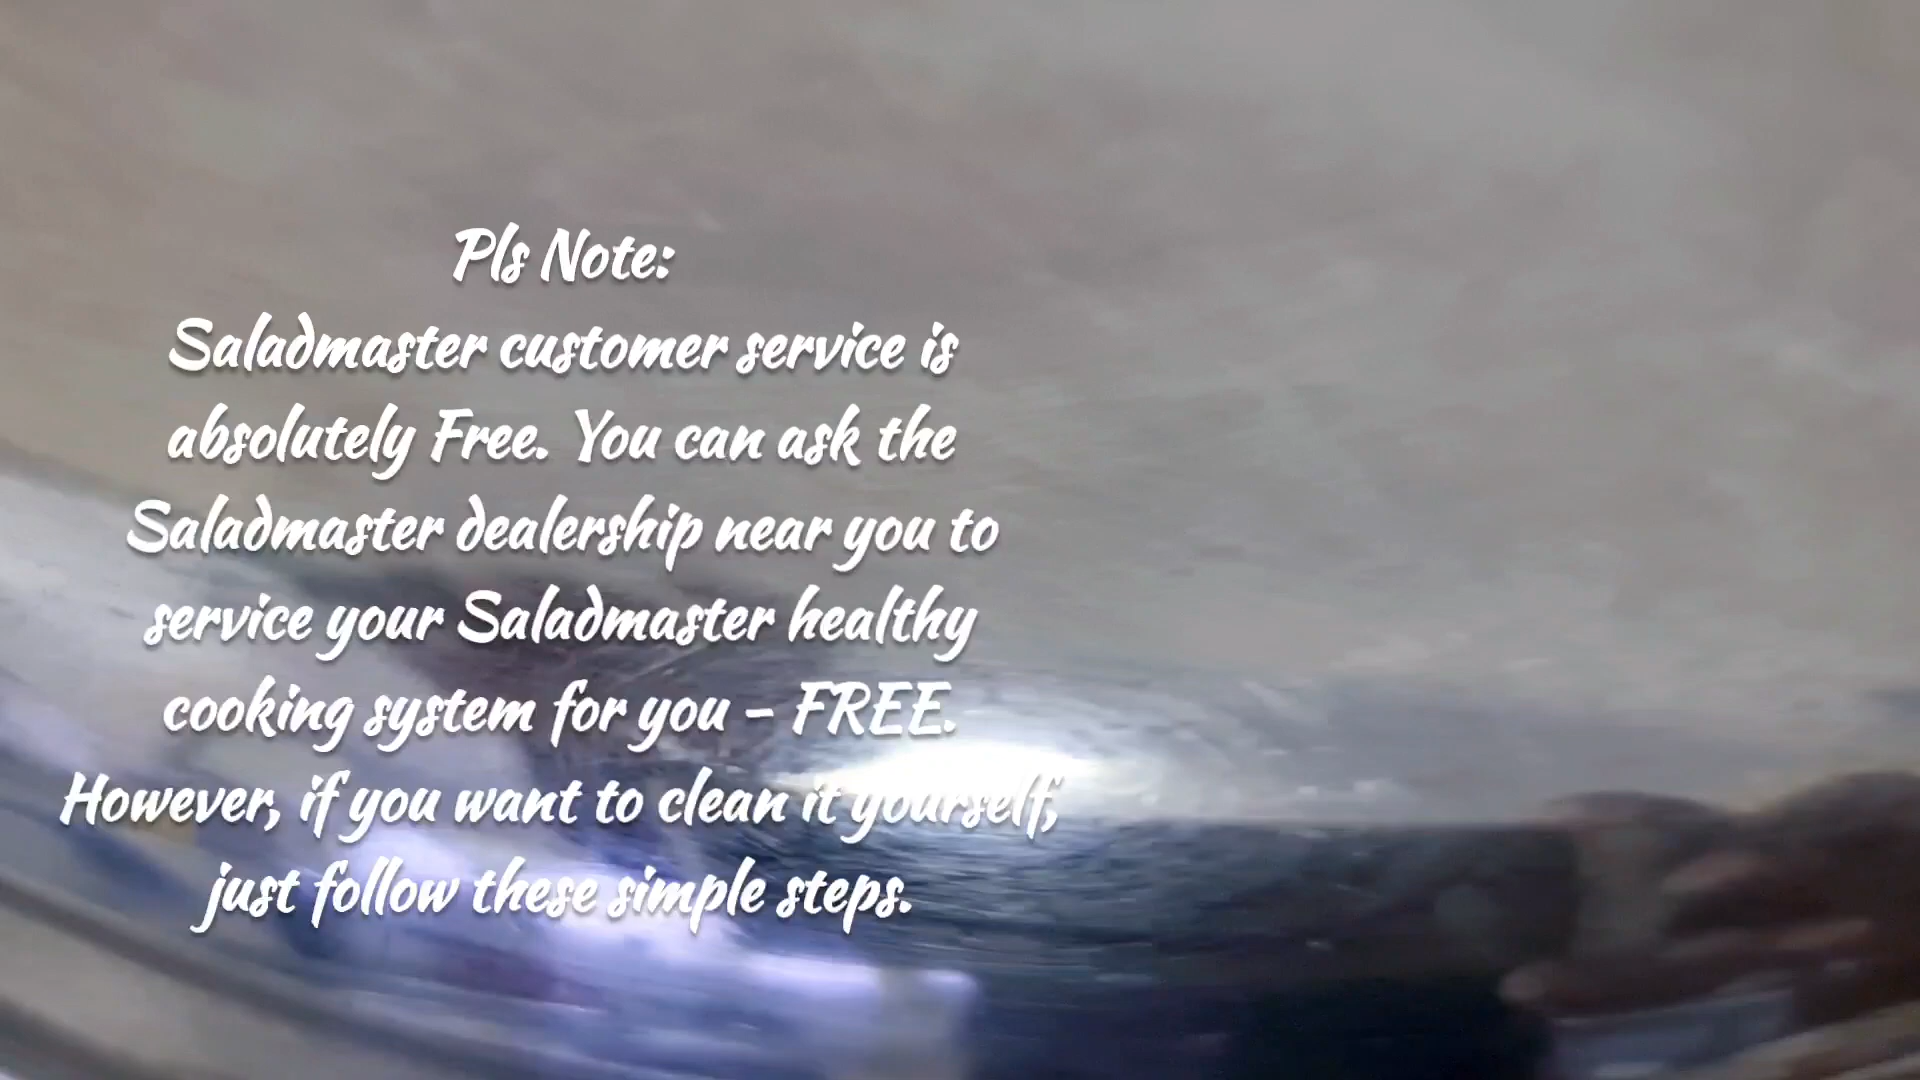 Pls Note:
Saladmaster customer service is
absolutely Free. You can ask the
Saladmaster dealership near you to
service your Saladmaster healthy
cooking system for you - FREE.
However, if you want to clean it yourself,
just follow these simple steps.